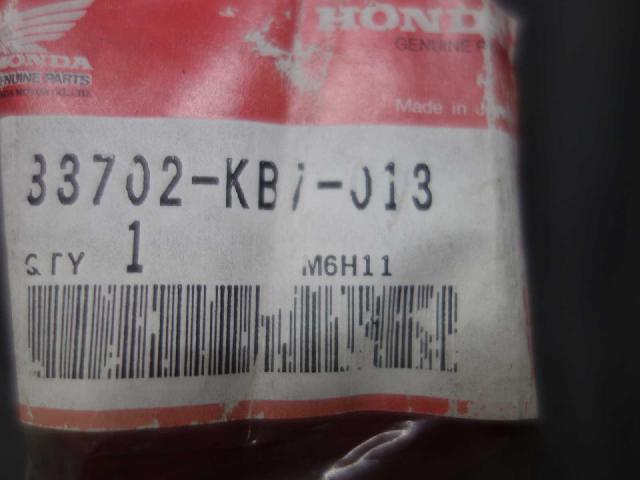 HONDA
GENUINE PARTS
HONDA
GENUINE
Made in
33702-KB7-013
QTY 1
M6H11